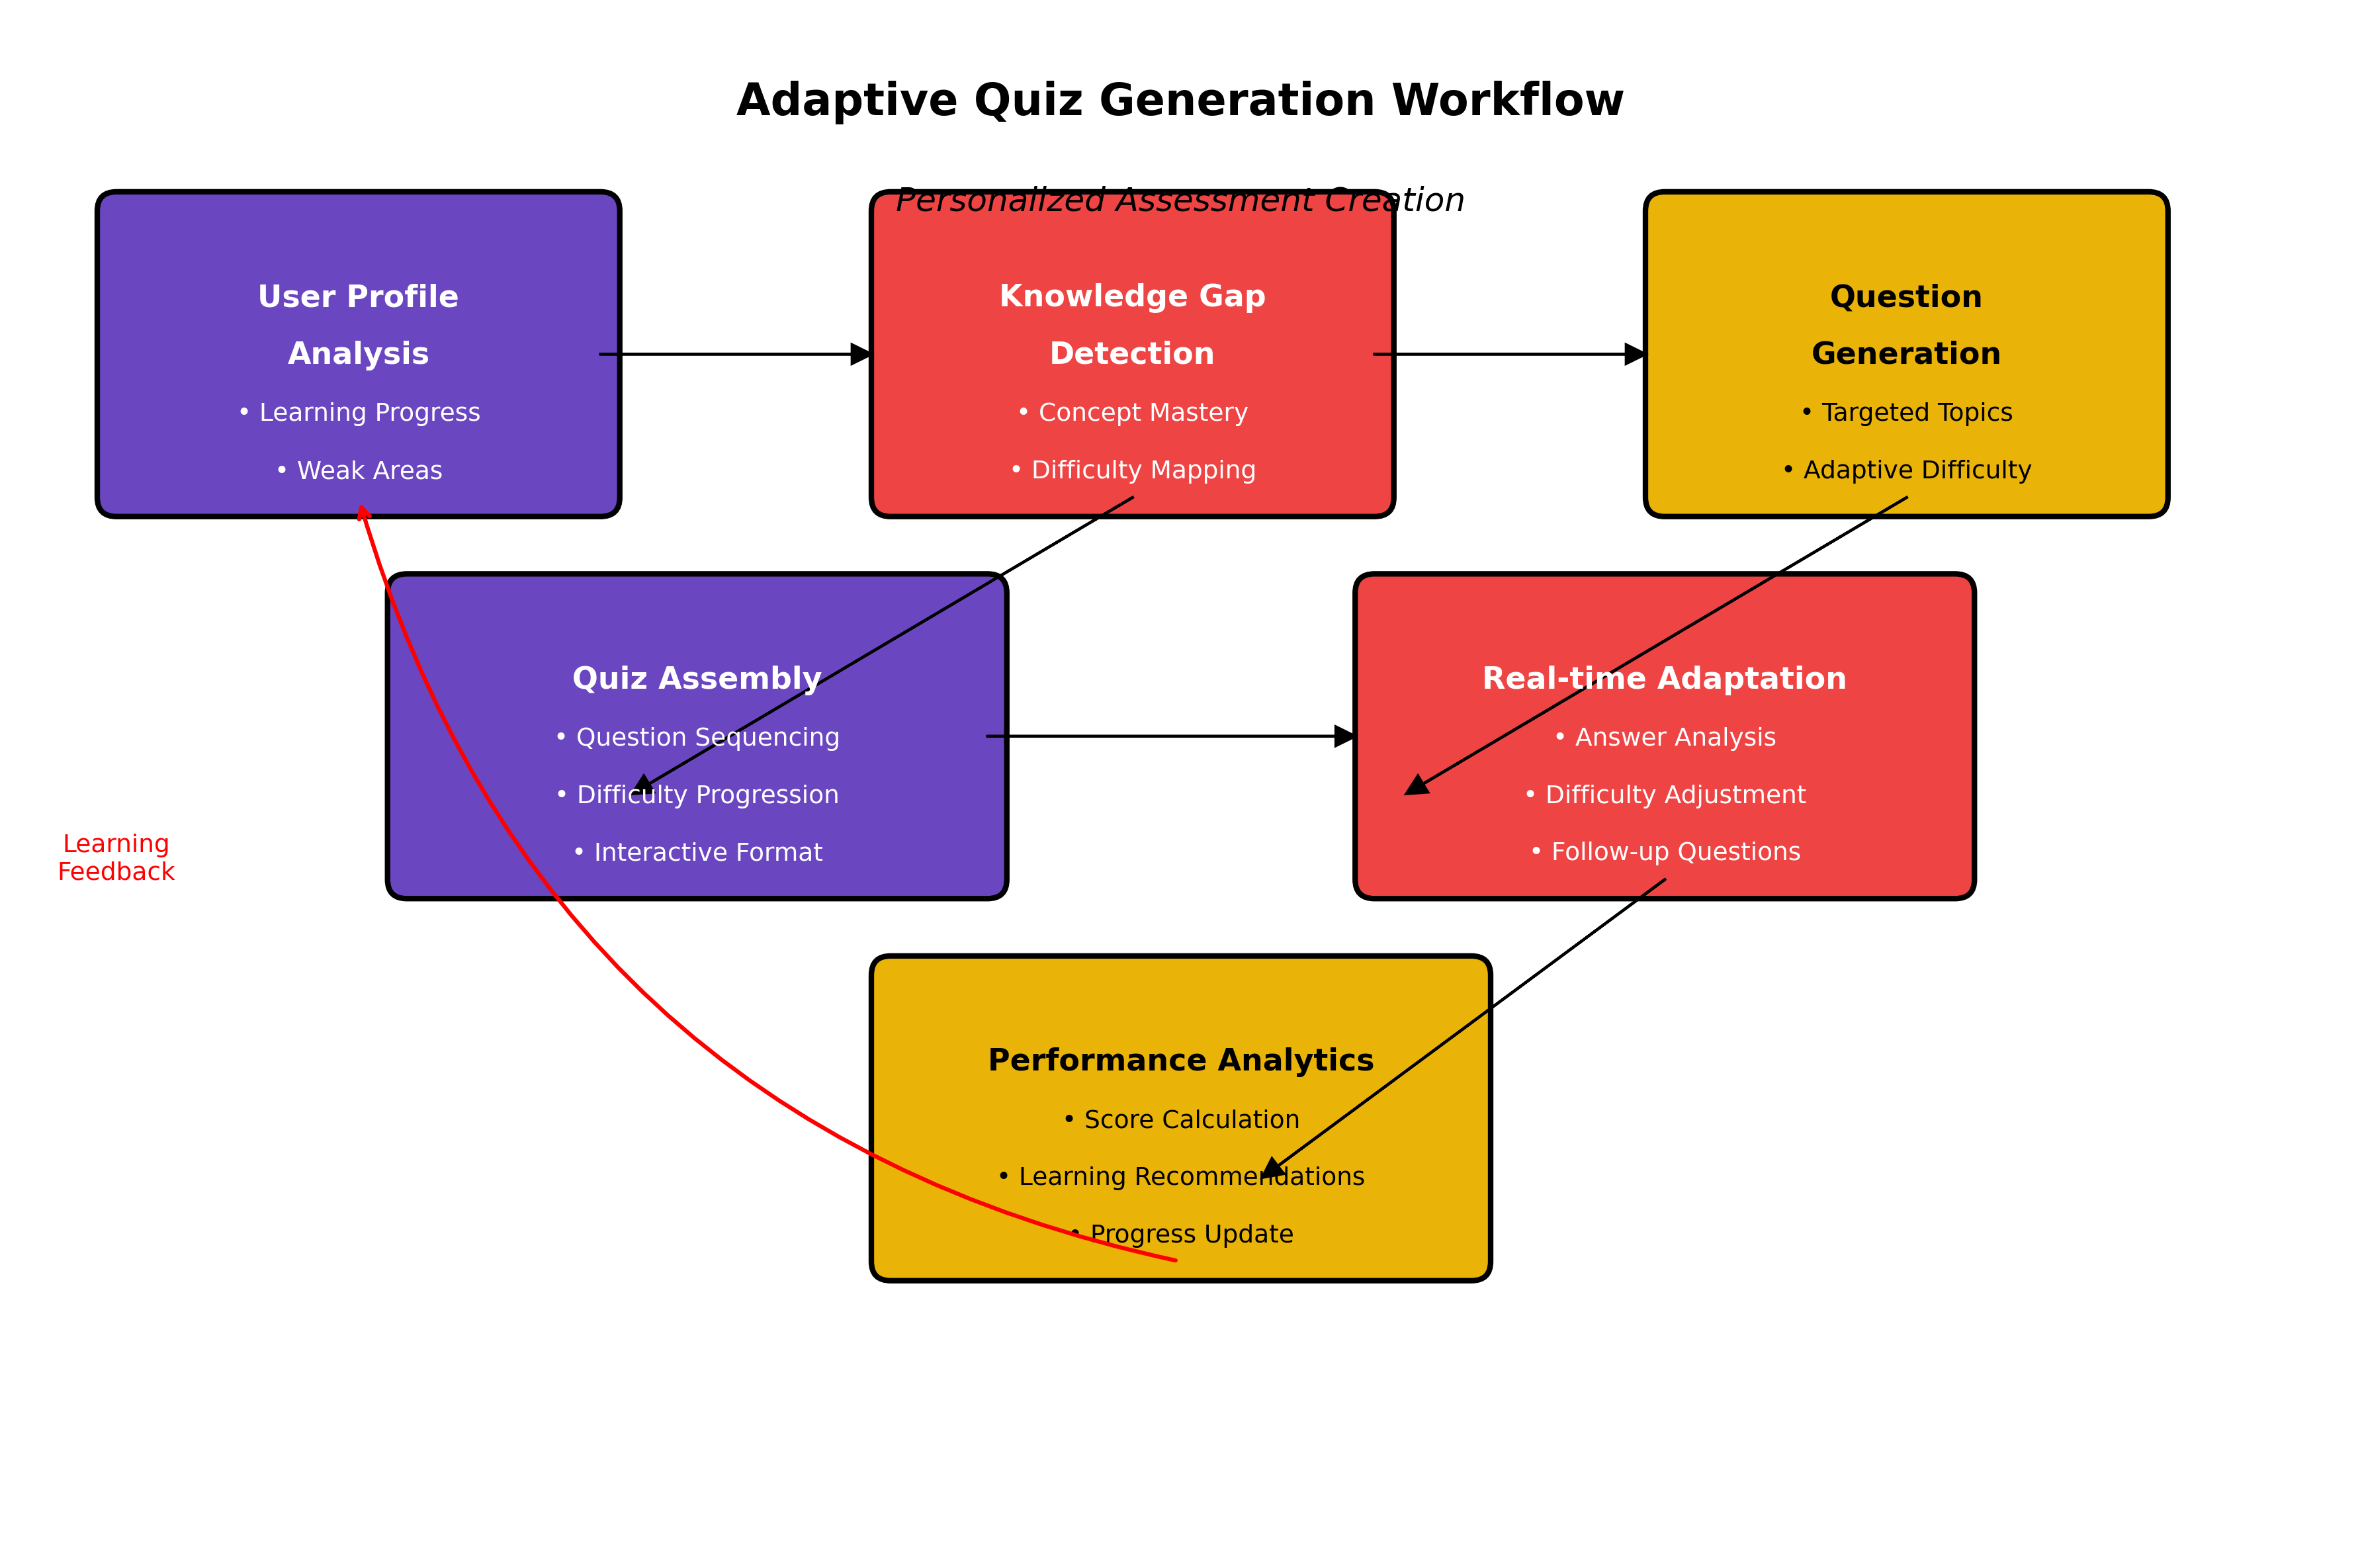 Adaptive Quiz Generation Workflow
Personalized Assessment Creation
User Profile
Analysis
• Learning Progress
• Weak Areas
Knowledge Gap
Detection
• Concept Mastery
• Difficulty Mapping
Question
Generation
• Targeted Topics
• Adaptive Difficulty
Quiz Assembly
• Question Sequencing
• Difficulty Progression
• Interactive Format
Real-time Adaptation
• Answer Analysis
• Difficulty Adjustment
• Follow-up Questions
Learning
Feedback
Performance Analytics
• Score Calculation
• Learning Recommendations
• Progress Update